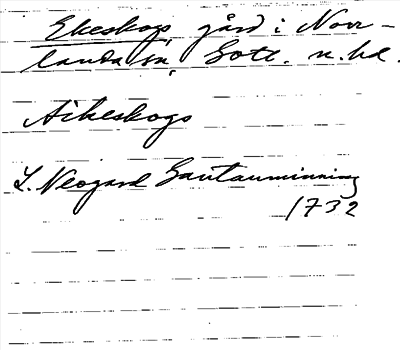 Ekeskogs gård i Norr-
landa sn, Gotl. n. hd.
Aikeskogs
L. Neogard Gautauminning
1732